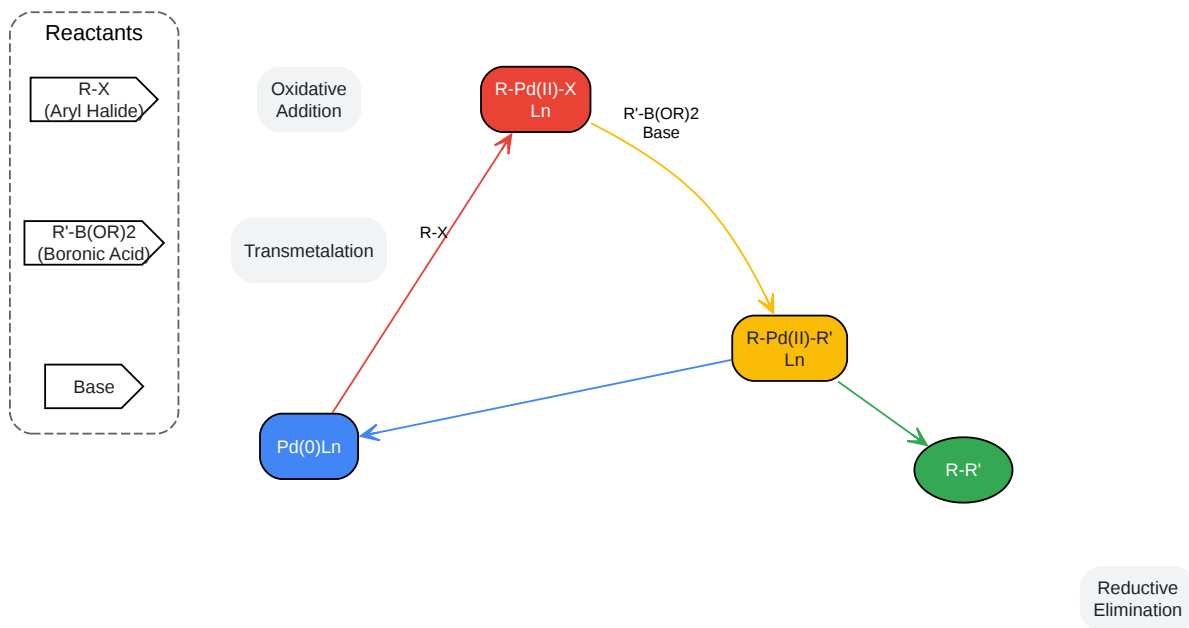 Reactants
R-X
(Aryl Halide)
R'-B(OR)2
(Boronic Acid)
Base
Oxidative
Addition
Transmetalation
R-X
R-Pd(II)-X
Ln
R'-B(OR)2
Base
R-Pd(II)-R'
Ln
Pd(0)Ln
R-R'
Reductive
Elimination